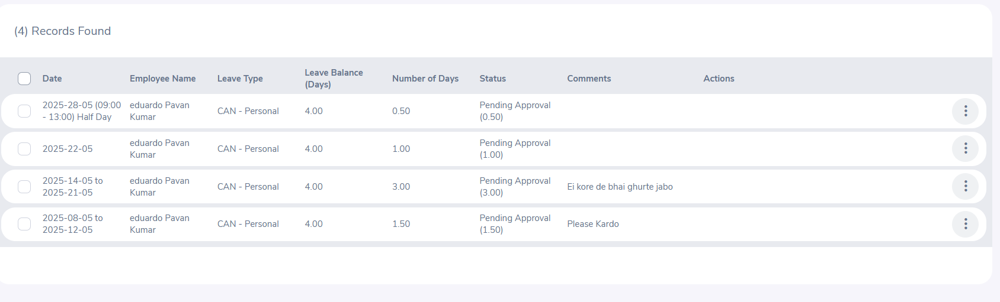 (4) Records Found
Date Employee Name Leave Type Leave Balance (Days) Number of Days Status Comments Actions
2025-28-05 (09:00 - 13:00) Half Day eduardo Pavan Kumar CAN - Personal 4.00 0.50 Pending Approval (0.50)
2025-22-05 eduardo Pavan Kumar CAN - Personal 4.00 1.00 Pending Approval (1.00)
2025-14-05 to 2025-21-05 eduardo Pavan Kumar CAN - Personal 4.00 3.00 Pending Approval (3.00) Ei kore de bhai ghurte jabo
2025-08-05 to 2025-12-05 eduardo Pavan Kumar CAN - Personal 4.00 1.50 Pending Approval (1.50) Please Kardo